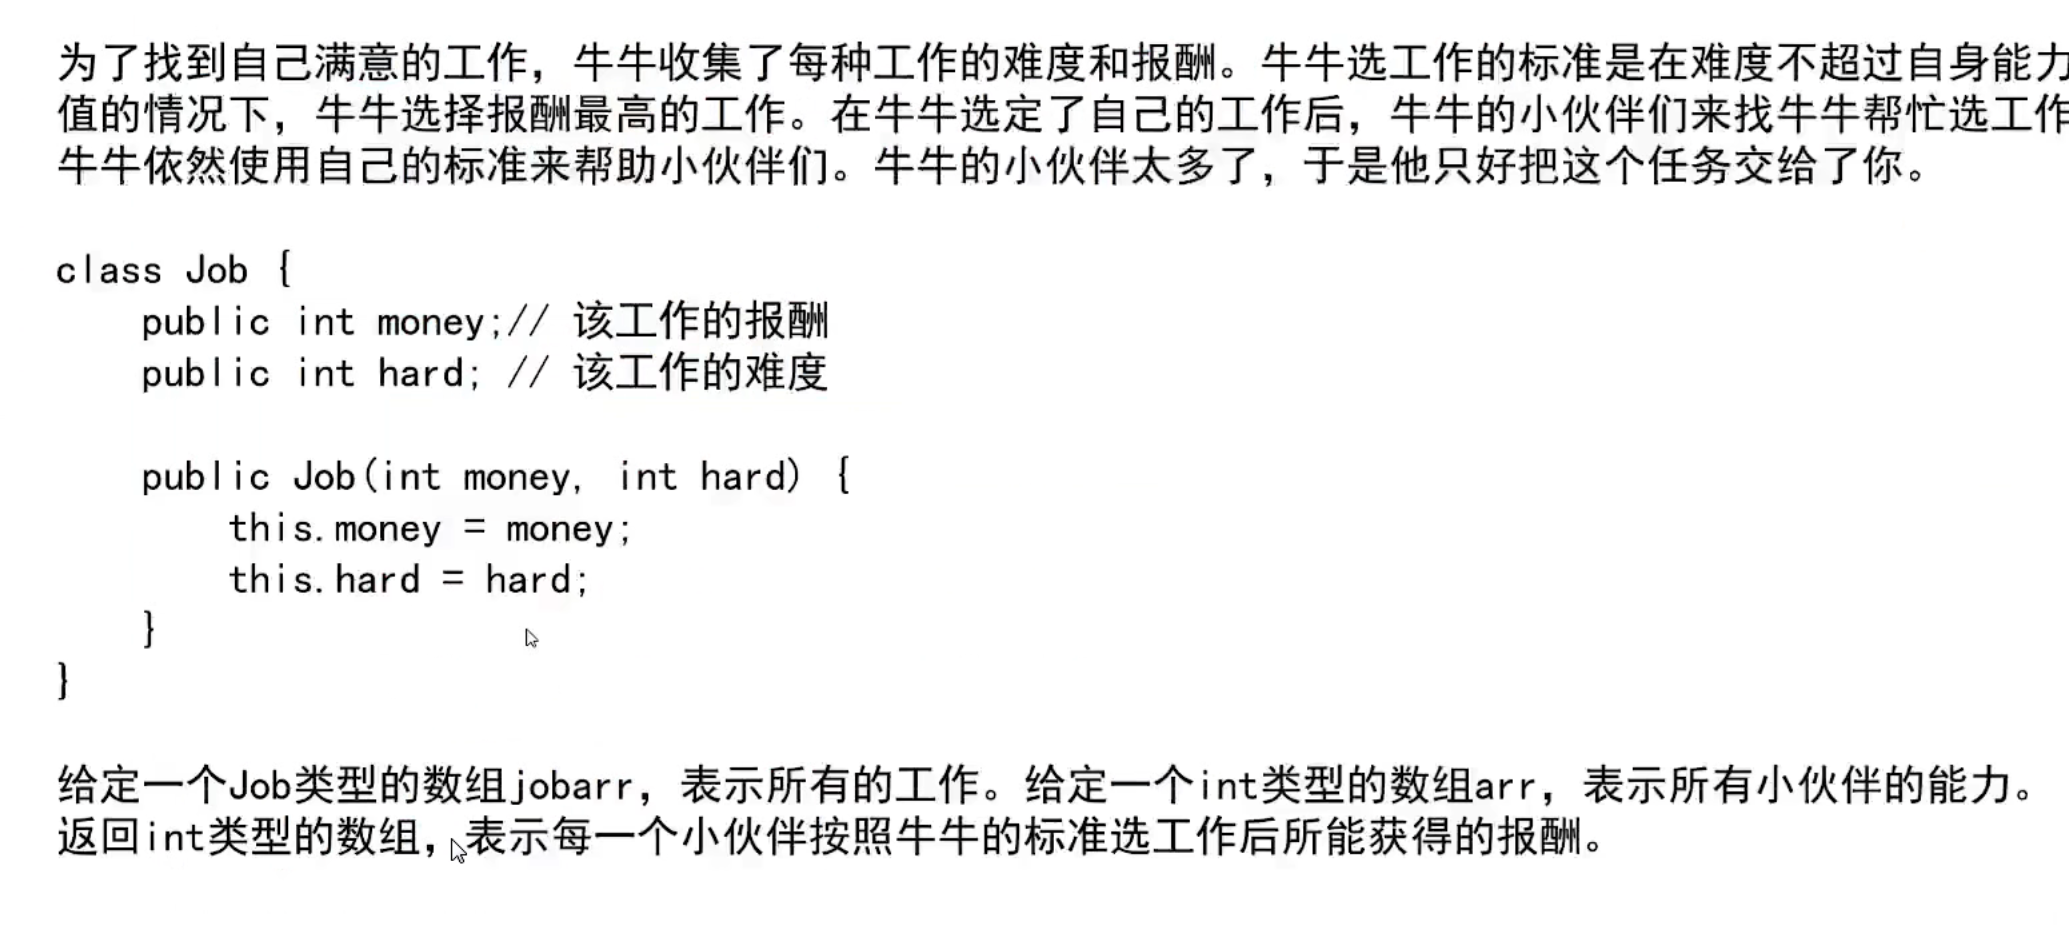 为了找到自己满意的工作，牛牛收集了每种工作的难度和报酬。牛牛选工作的标准是在难度不超过自身能力
值的情况下，牛牛选择报酬最高的工作。在牛牛选定了自己的工作后，牛牛的小伙伴们来找牛牛帮忙选工作
牛牛依然使用自己的标准来帮助小伙伴们。牛牛的小伙伴太多了，于是他只好把这个任务交给了你。
class Job {
public int money;// 该工作的报酬
public int hard; // 该工作的难度
public Job(int money, int hard) {
this.money = money;
this.hard = hard;
}
}
给定一个Job类型的数组jobarr，表示所有的工作。给定一个int类型的数组arr，表示所有小伙伴的能力。
返回int类型的数组，表示每一个小伙伴按照牛牛的标准选工作后所能获得的报酬。